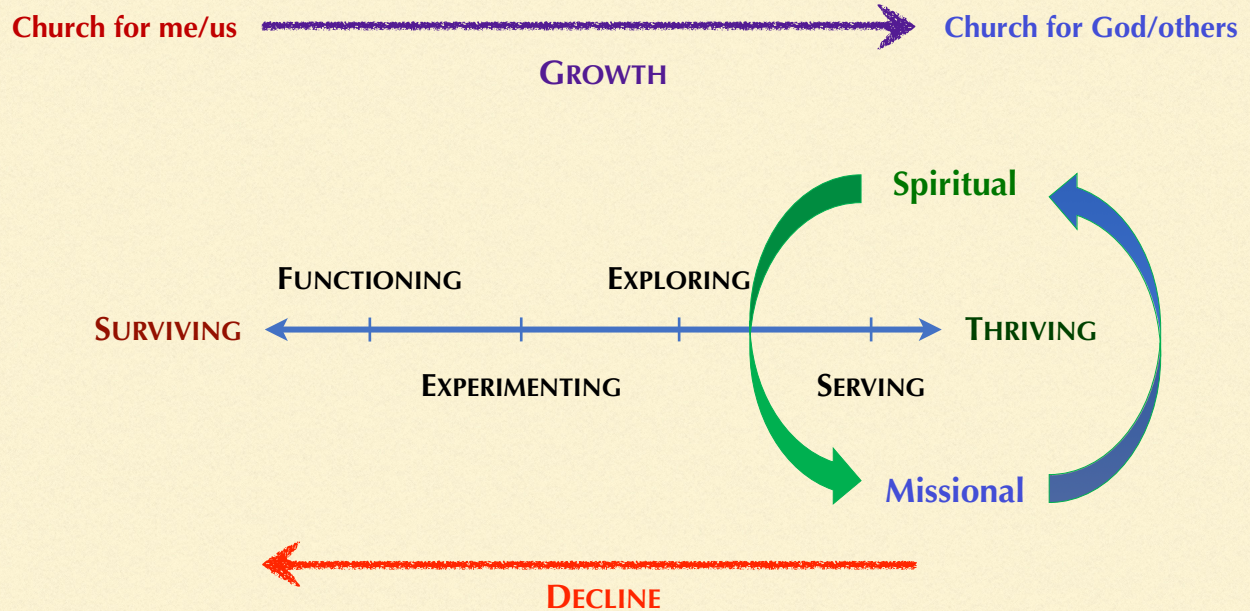 Church for me/us
Church for God/others
GROWTH
Spiritual
FUNCTIONING
EXPLORING
SURVIVING
THRIVING
EXPERIMENTING
SERVING
Missional
DECLINE